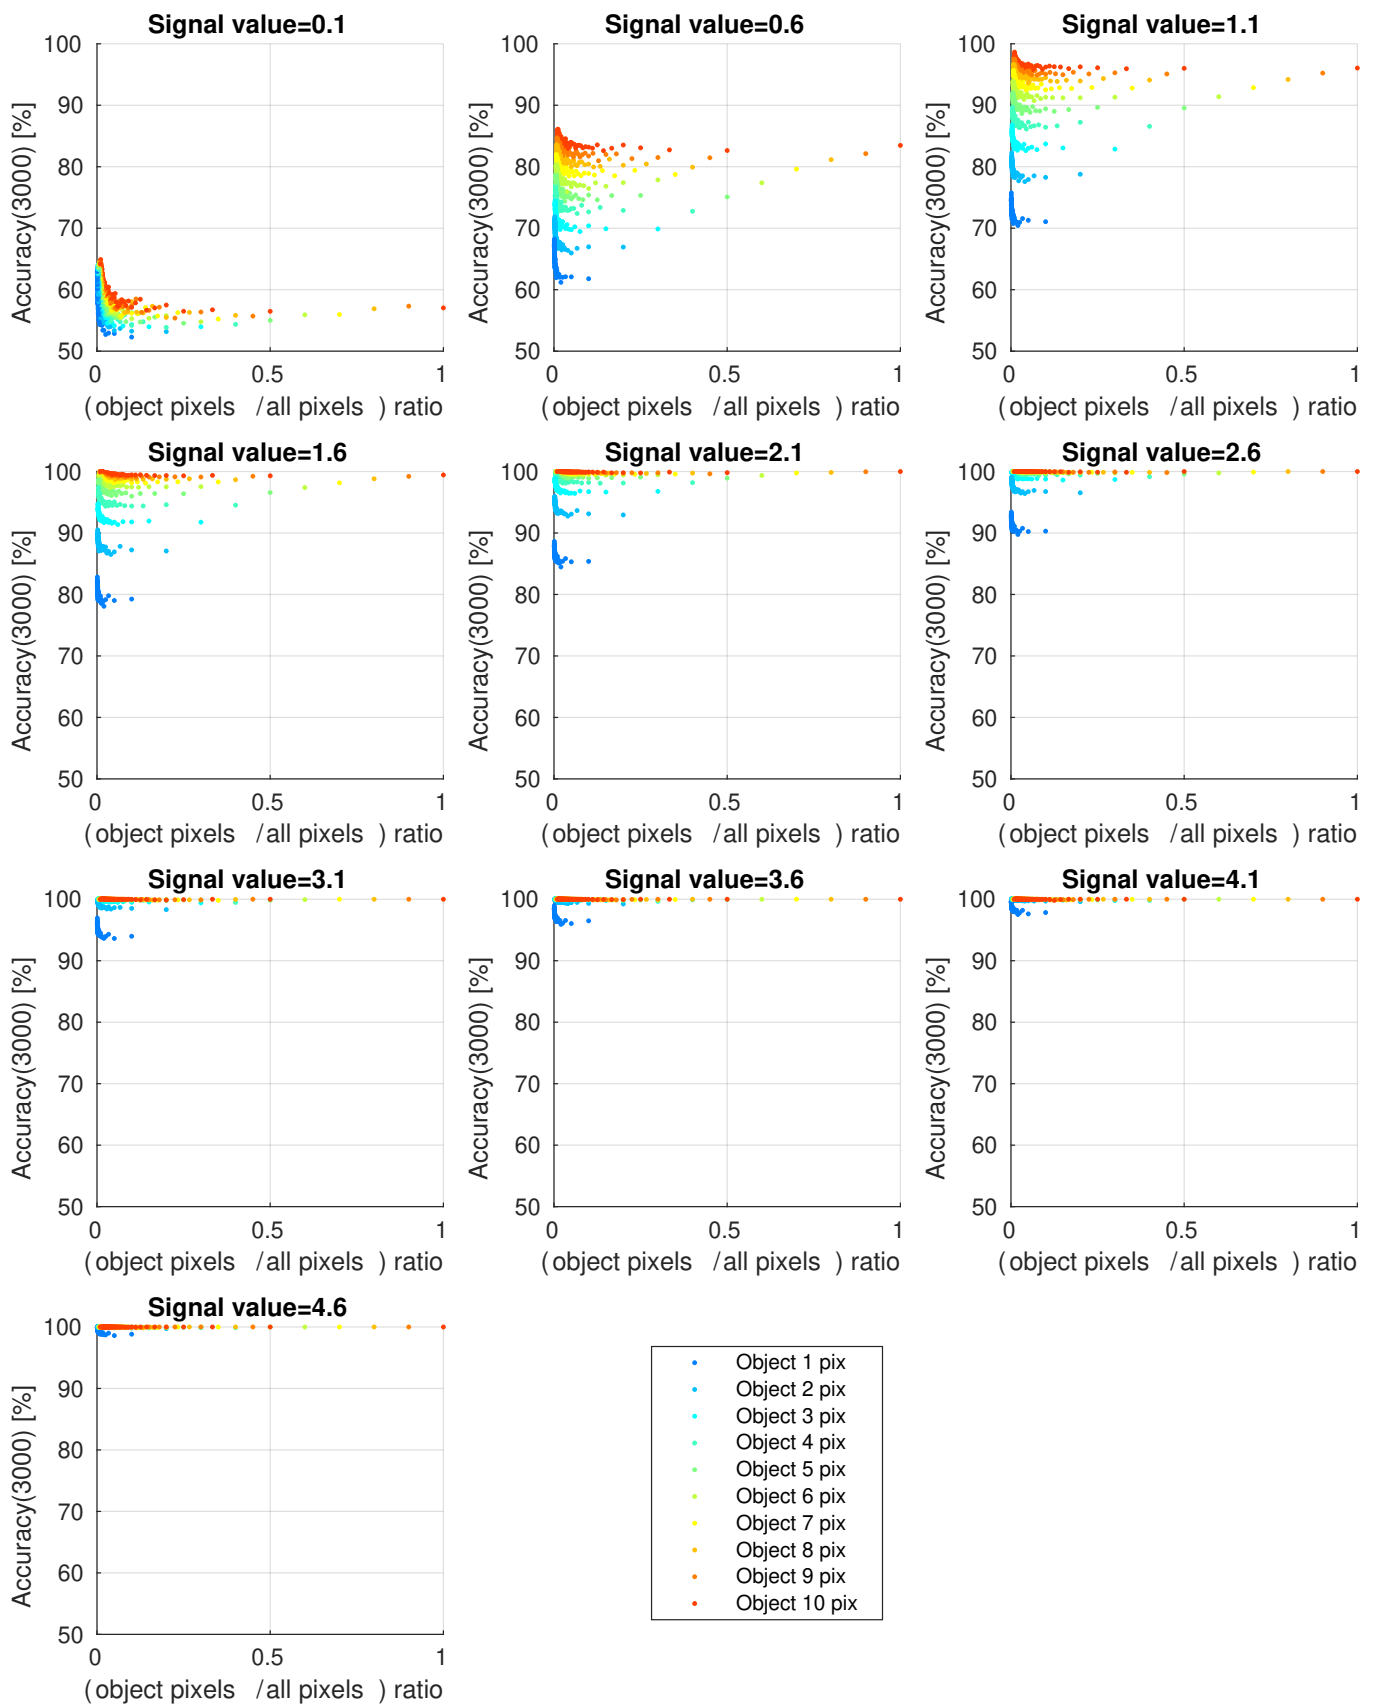 Signal value=0.1
100
90
80
70
60
50
Accuracy(3000) [%]
0
0.5
1
(object pixels /all pixels ) ratio
Signal value=0.6
100
90
80
70
60
50
Accuracy(3000) [%]
0
0.5
1
(object pixels /all pixels ) ratio
Signal value=1.1
100
90
80
70
60
50
Accuracy(3000) [%]
0
0.5
1
(object pixels /all pixels ) ratio
Signal value=1.6
100
90
80
70
60
50
Accuracy(3000) [%]
0
0.5
1
(object pixels /all pixels ) ratio
Signal value=2.1
100
90
80
70
60
50
Accuracy(3000) [%]
0
0.5
1
(object pixels /all pixels ) ratio
Signal value=2.6
100
90
80
70
60
50
Accuracy(3000) [%]
0
0.5
1
(object pixels /all pixels ) ratio
Signal value=3.1
100
90
80
70
60
50
Accuracy(3000) [%]
0
0.5
1
(object pixels /all pixels ) ratio
Signal value=3.6
100
90
80
70
60
50
Accuracy(3000) [%]
0
0.5
1
(object pixels /all pixels ) ratio
Signal value=4.1
100
90
80
70
60
50
Accuracy(3000) [%]
0
0.5
1
(object pixels /all pixels ) ratio
Signal value=4.6
100
90
80
70
60
50
Accuracy(3000) [%]
0
0.5
1
(object pixels /all pixels ) ratio
Object 1 pix
Object 2 pix
Object 3 pix
Object 4 pix
Object 5 pix
Object 6 pix
Object 7 pix
Object 8 pix
Object 9 pix
Object 10 pix